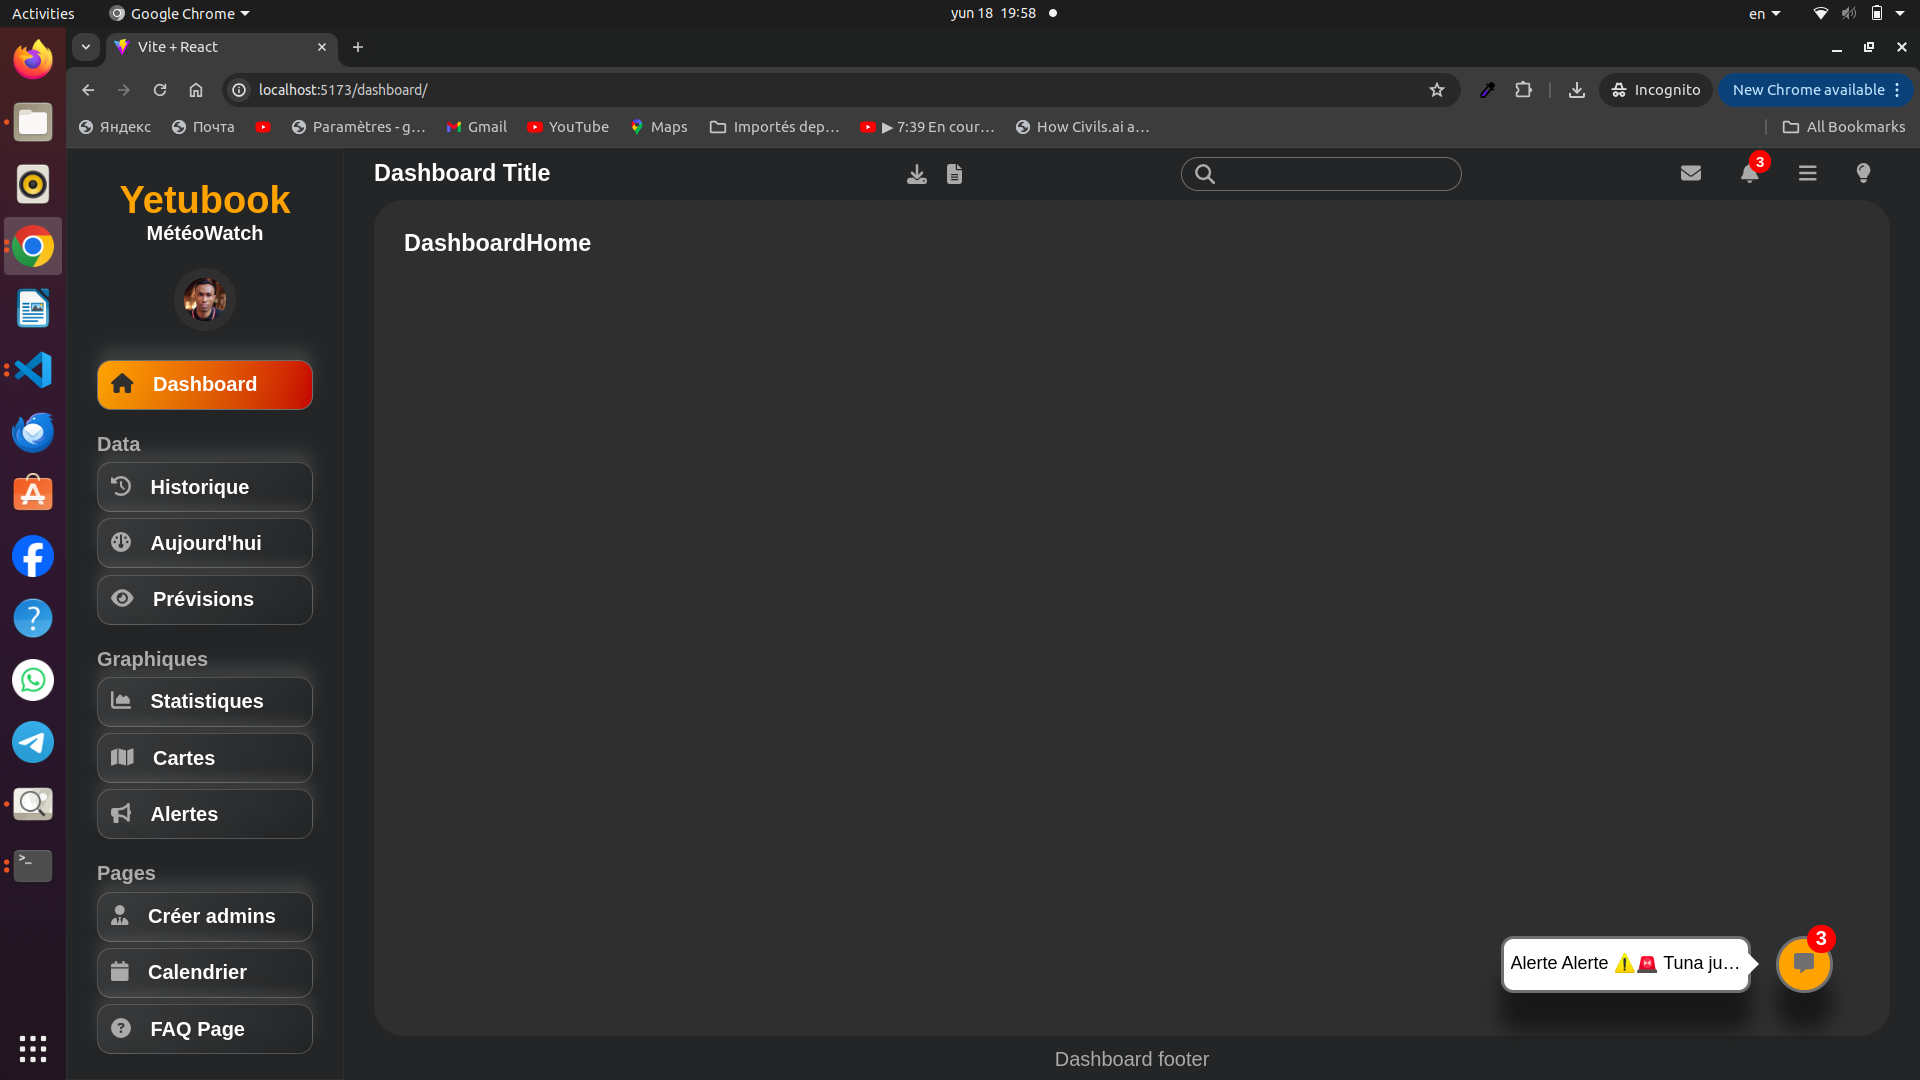 Activities
Google Chrome
yun 18 19:58
en
Vite + React
localhost:5173/dashboard/
Incognito
New Chrome available
Яндекс
Почта
Paramètres - g…
Gmail
YouTube
Maps
Importés dep…
▶ 7:39 En cour…
How Civils.ai a…
All Bookmarks
Yetubook
MétéoWatch
Dashboard
Data
Historique
Aujourd'hui
Prévisions
Graphiques
Statistiques
Cartes
Alertes
Pages
Créer admins
Calendrier
FAQ Page
Dashboard Title
3
DashboardHome
Alerte Alerte ⚠️🚨 Tuna ju…
3
Dashboard footer